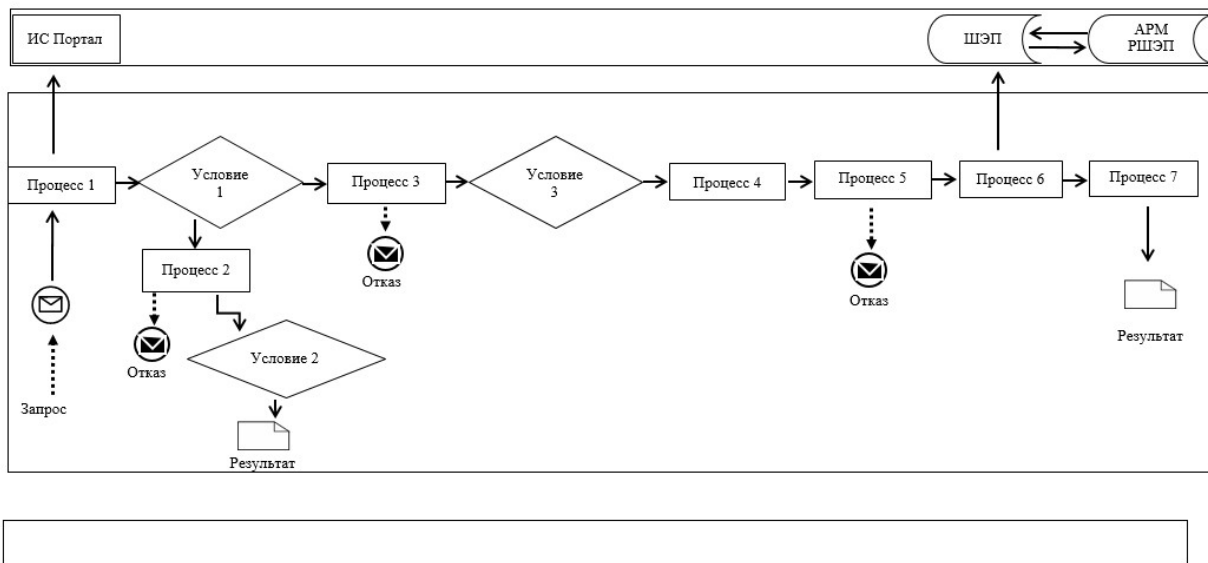 ИС Портал
ШЭП
АРМ
РШЭП
Процесс 1
Условие
1
Процесс 3
Условие
3
Процесс 4
Процесс 5
Процесс 6
Процесс 7
Процесс 2
Отказ
Отказ
Отказ
Условие 2
Запрос
Результат
Результат